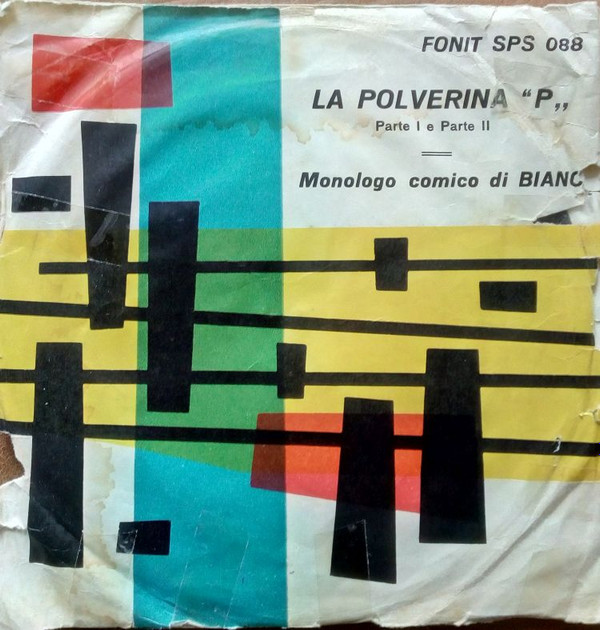 FONIT SPS 088
LA POLVERINA "P„
Parte I e Parte II
Monologo comico di BIANC